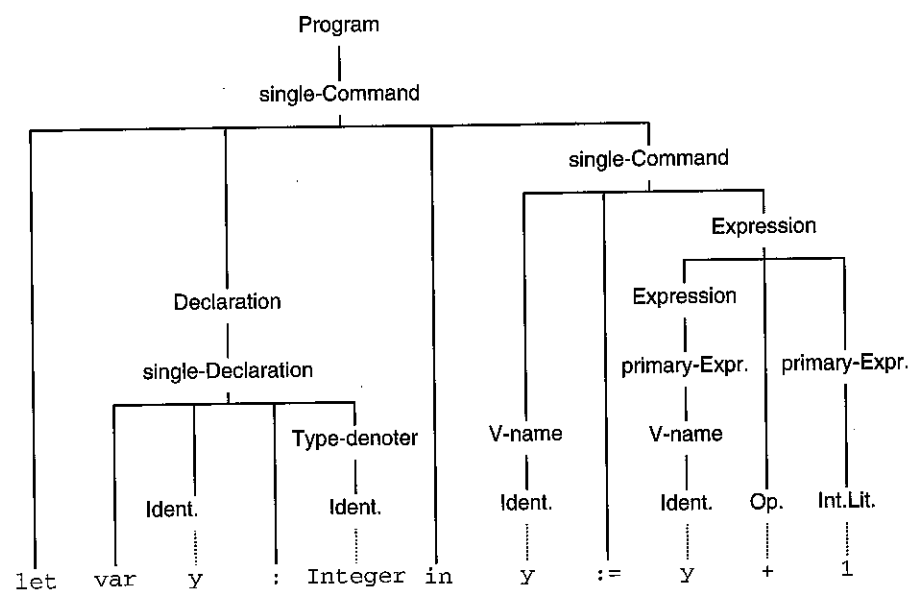 Program
single-Command
single-Command
Expression
Declaration
Expression
single-Declaration
primary-Expr. primary-Expr.
Type-denoter V-name V-name
Ident. Ident. Ident. Ident. Op. Int.Lit.
let var y : Integer in y := y + 1